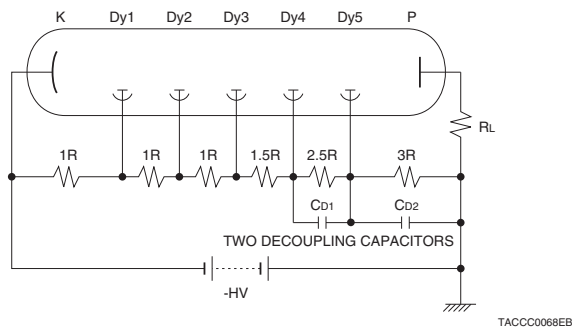 K Dy1 Dy2 Dy3 Dy4 Dy5 P
RL
1R 1R 1R 1.5R 2.5R 3R
CD1 CD2
TWO DECOUPLING CAPACITORS
-HV
TACCC0068EB